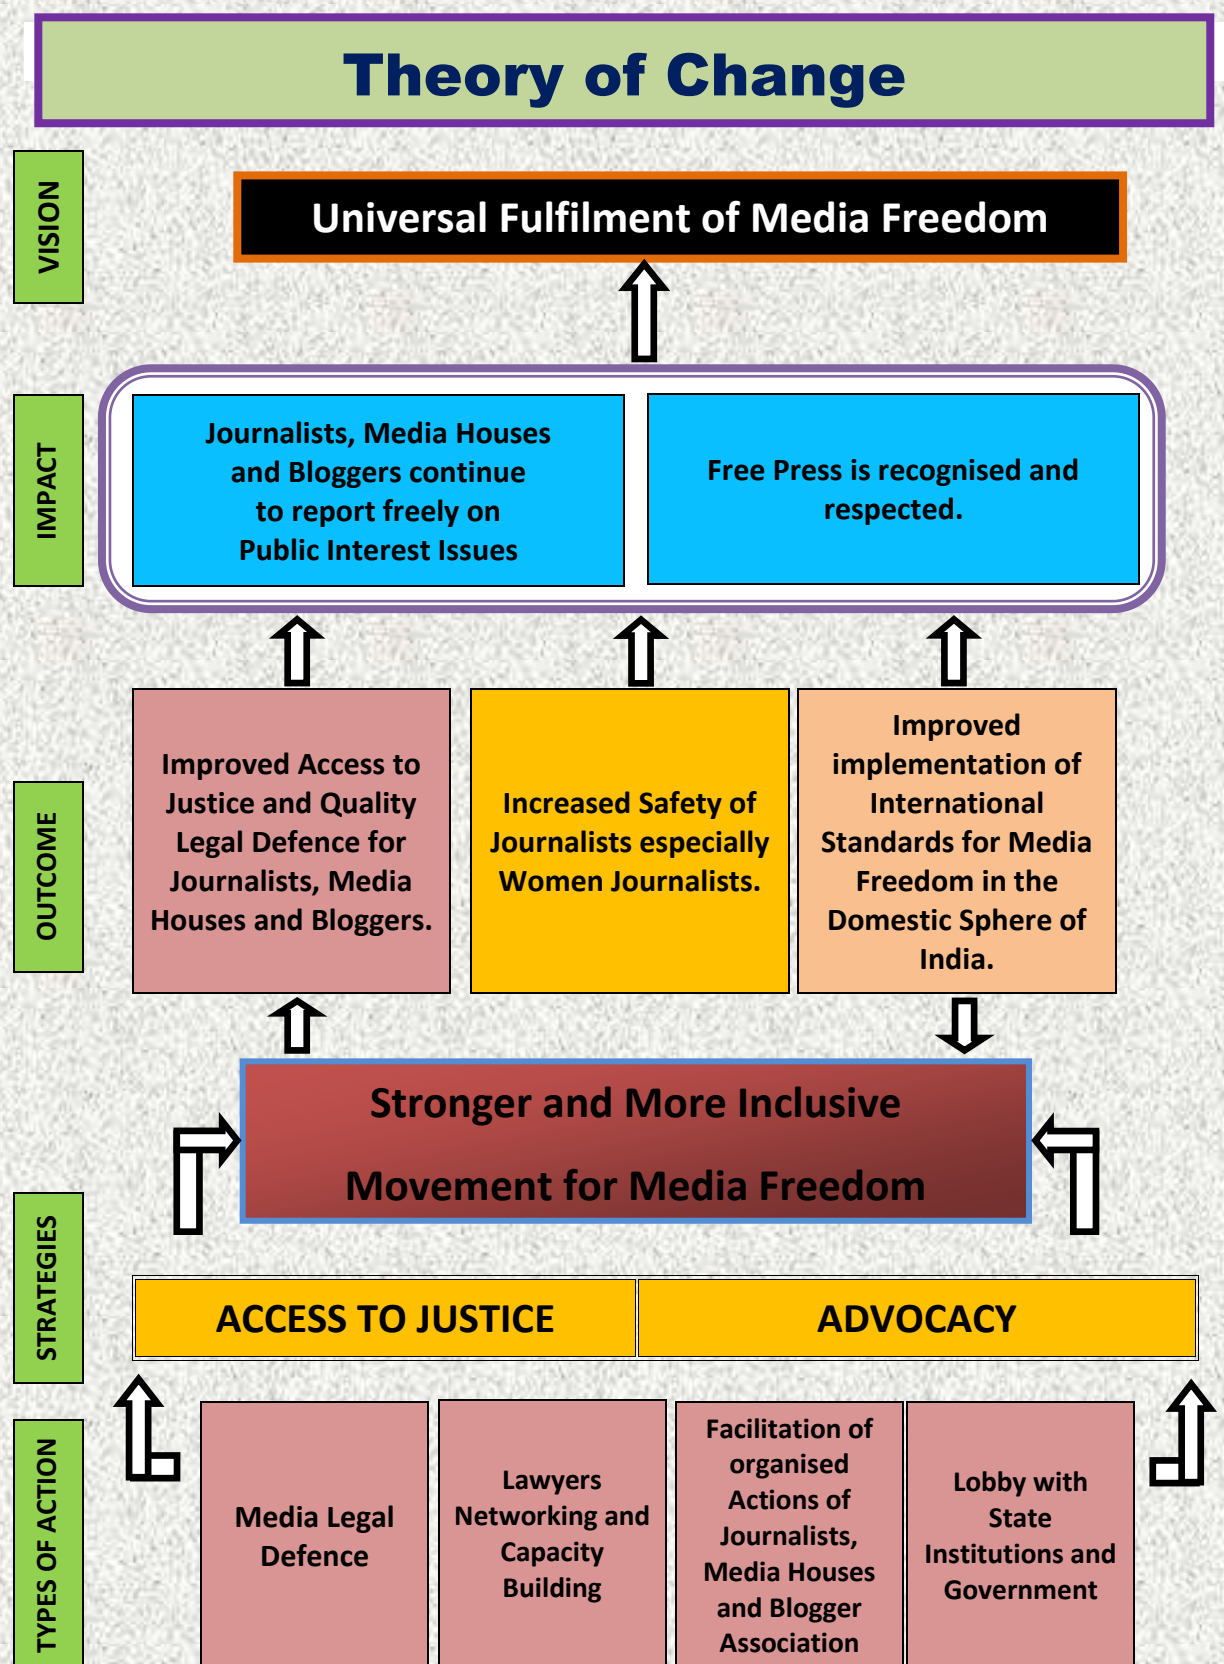 Theory of Change
VISION
Universal Fulfilment of Media Freedom
IMPACT
Journalists, Media Houses
and Bloggers continue
to report freely on
Public Interest Issues
Free Press is recognised and
respected.
OUTCOME
Improved Access to
Justice and Quality
Legal Defence for
Journalists, Media
Houses and Bloggers.
Increased Safety of
Journalists especially
Women Journalists.
Improved
implementation of
International
Standards for Media
Freedom in the
Domestic Sphere of
India.
Stronger and More Inclusive
Movement for Media Freedom
STRATEGIES
ACCESS TO JUSTICE
ADVOCACY
TYPES OF ACTION
Media Legal
Defence
Lawyers
Networking and
Capacity
Building
Facilitation of
organised
Actions of
Journalists,
Media Houses
and Blogger
Association
Lobby with
State
Institutions and
Government